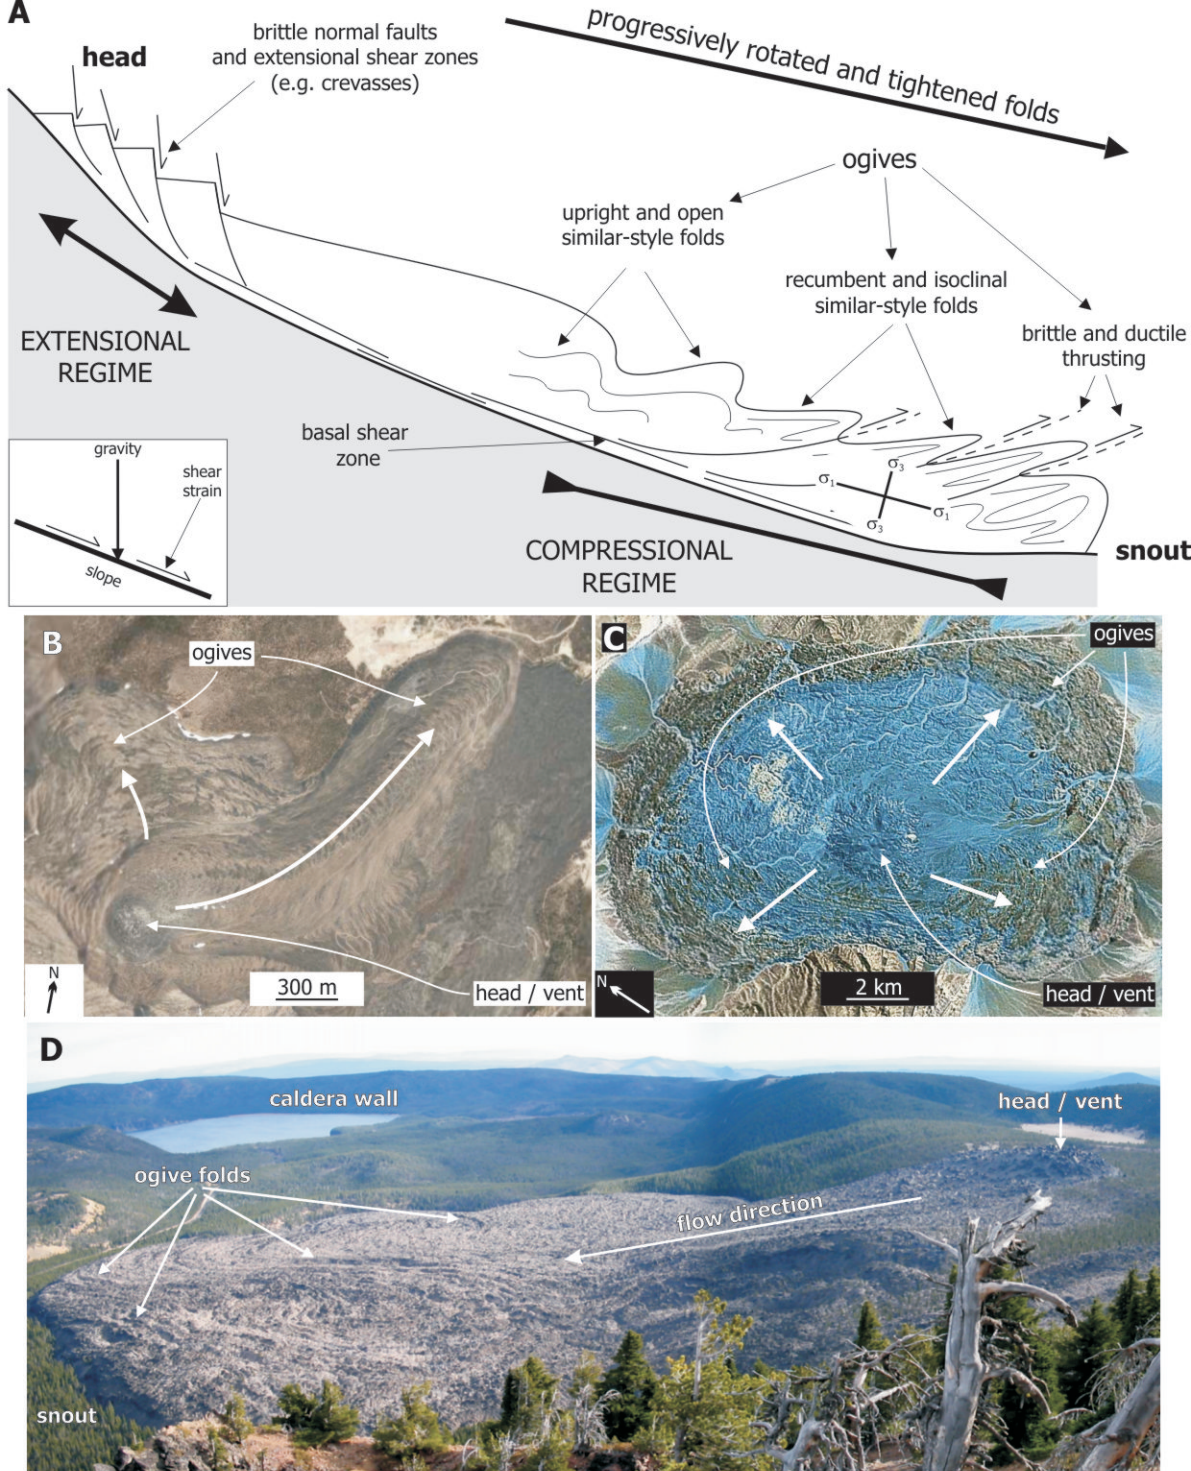 A
head
brittle normal faults
and extensional shear zones
(e.g. crevasses)
progressively rotated and tightened folds
ogives
upright and open
similar-style folds
recumbent and isoclinal
similar-style folds
brittle and ductile
thrusting
EXTENSIONAL
REGIME
basal shear
zone
σ3
σ1
σ1
σ3
gravity
shear
strain
slope
COMPRESSIONAL
REGIME
snout
B
ogives
N
300 m
head / vent
C
ogives
N
2 km
head / vent
D
caldera wall
head / vent
ogive folds
flow direction
snout